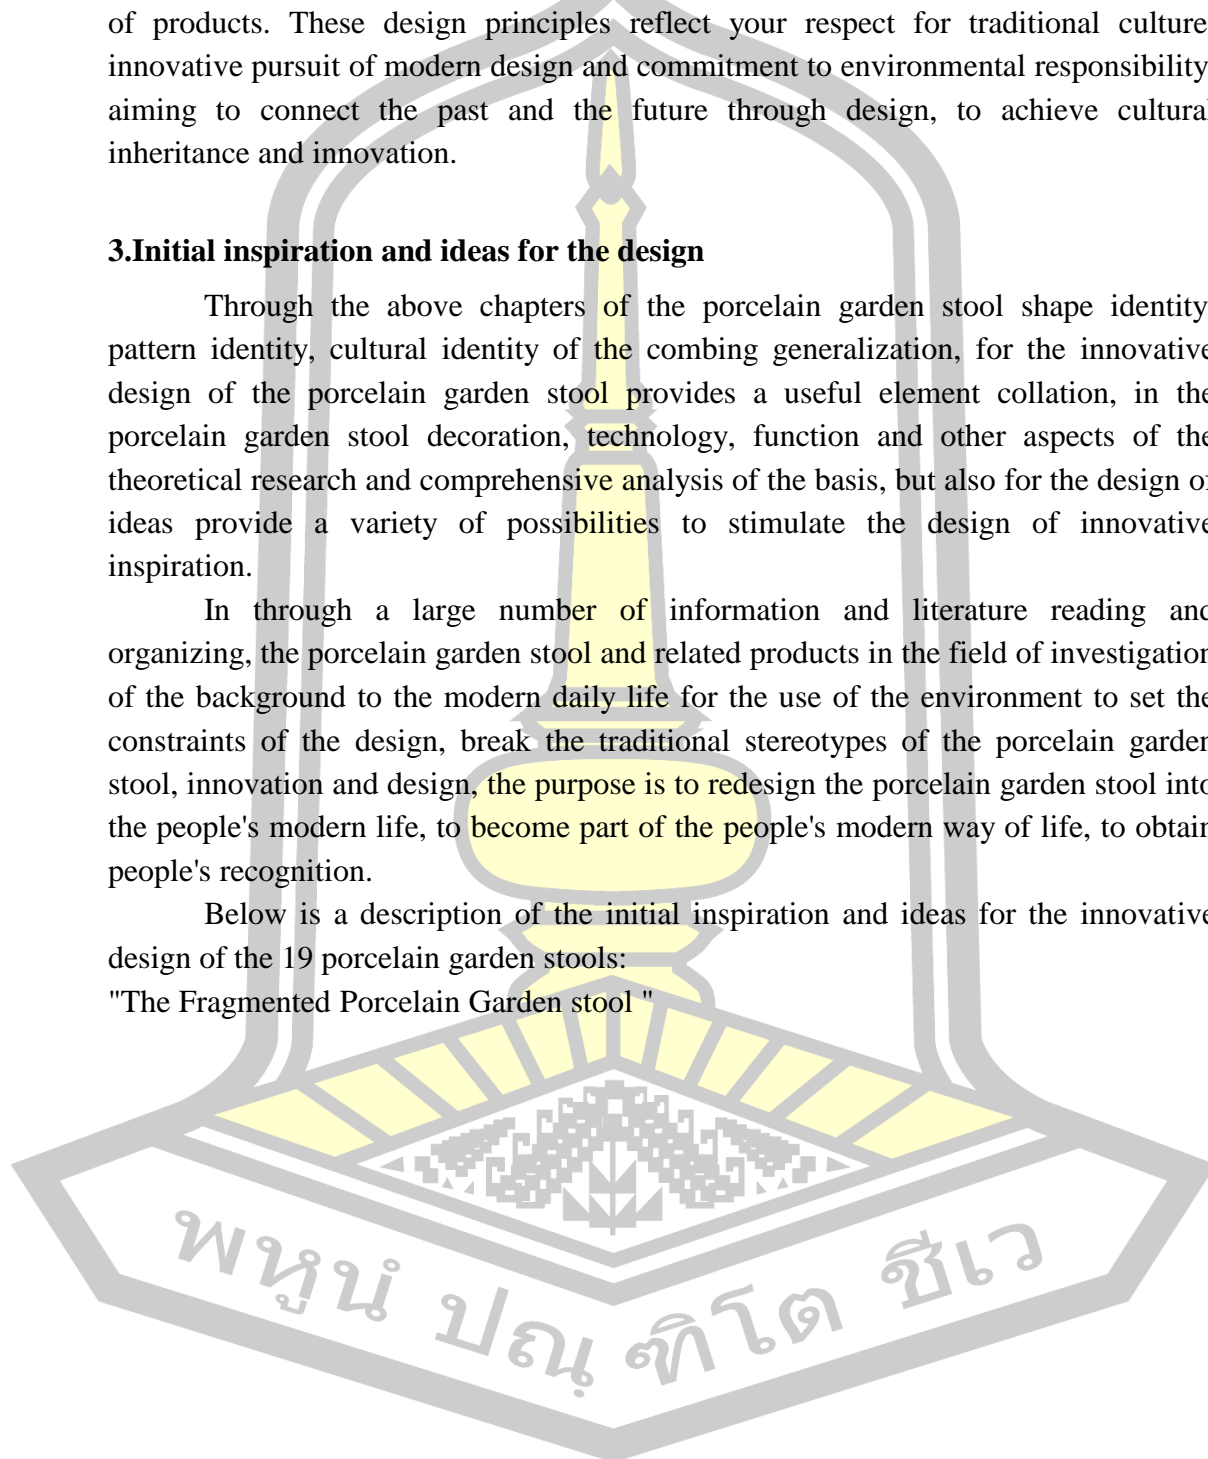 of products. These design principles reflect your respect for traditional culture
innovative pursuit of modern design and commitment to environmental responsibility
aiming to connect the past and the future through design, to achieve cultural
inheritance and innovation.
3.Initial inspiration and ideas for the design
Through the above chapters of the porcelain garden stool shape identity
pattern identity, cultural identity of the combing generalization, for the innovative
design of the porcelain garden stool provides a useful element collation, in the
porcelain garden stool decoration, technology, function and other aspects of the
theoretical research and comprehensive analysis of the basis, but also for the design of
ideas provide a variety of possibilities to stimulate the design of innovative
inspiration.
In through a large number of information and literature reading and
organizing, the porcelain garden stool and related products in the field of investigation
of the background to the modern daily life for the use of the environment to set the
constraints of the design, break the traditional stereotypes of the porcelain garden
stool, innovation and design, the purpose is to redesign the porcelain garden stool into
the people's modern life, to become part of the people's modern way of life, to obtain
people's recognition.
Below is a description of the initial inspiration and ideas for the innovative
design of the 19 porcelain garden stools:
"The Fragmented Porcelain Garden stool "
พหูนํ ปณฺฑิโต ชีเว